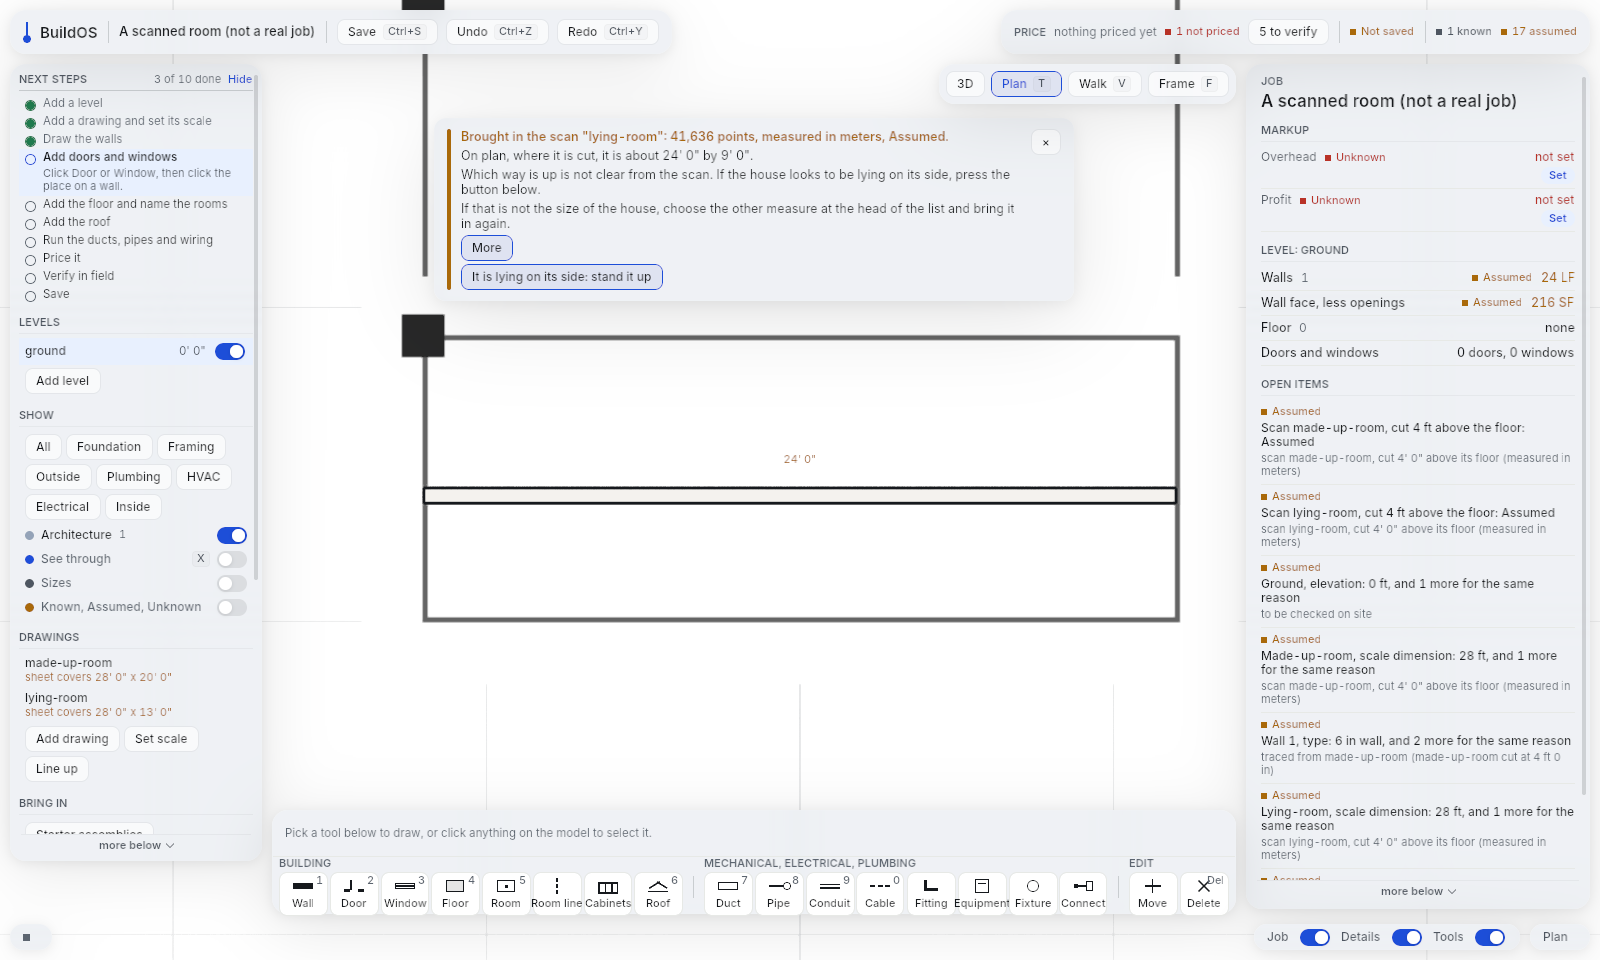 BuildOS
A scanned room (not a real job)
Save Ctrl+S
Undo Ctrl+Z
Redo Ctrl+Y
PRICE nothing priced yet 1 not priced 5 to verify Not saved 1 known 17 assumed
NEXT STEPS 3 of 10 done Hide
Add a level
Add a drawing and set its scale
Draw the walls
Add doors and windows
Click Door or Window, then click the
place on a wall.
Add the floor and name the rooms
Add the roof
Run the ducts, pipes and wiring
Price it
Verify in field
Save
LEVELS
ground 0' 0"
Add level
SHOW
All Foundation Framing
Outside Plumbing HVAC
Electrical Inside
Architecture 1
See through X
Sizes
Known, Assumed, Unknown
DRAWINGS
made-up-room
sheet covers 28' 0" x 20' 0"
lying-room
sheet covers 28' 0" x 13' 0"
Add drawing Set scale
Line up
BRING IN
Starter assemblies
more below
3D Plan T Walk V Frame F
Brought in the scan "lying-room": 41,636 points, measured in meters, Assumed.
×
On plan, where it is cut, it is about 24' 0" by 9' 0".
Which way is up is not clear from the scan. If the house looks to be lying on its side, press the
button below.
If that is not the size of the house, choose the other measure at the head of the list and bring it
in again.
More
It is lying on its side: stand it up
24' 0"
Pick a tool below to draw, or click anything on the model to select it.
BUILDING MECHANICAL, ELECTRICAL, PLUMBING EDIT
1 2 3 4 5 6 7 8 9 0 Del
Wall Door Window Floor Room Room line Cabinets Roof Duct Pipe Conduit Cable Fitting Equipment Fixture Connect Move Delete
JOB
A scanned room (not a real job)
MARKUP
Overhead Unknown not set
Set
Profit Unknown not set
Set
LEVEL: GROUND
Walls 1 Assumed 24 LF
Wall face, less openings Assumed 216 SF
Floor 0 none
Doors and windows 0 doors, 0 windows
OPEN ITEMS
Assumed
Scan made-up-room, cut 4 ft above the floor:
Assumed
scan made-up-room, cut 4' 0" above its floor (measured in
meters)
Assumed
Scan lying-room, cut 4 ft above the floor: Assumed
scan lying-room, cut 4' 0" above its floor (measured in
meters)
Assumed
Ground, elevation: 0 ft, and 1 more for the same
reason
to be checked on site
Assumed
Made-up-room, scale dimension: 28 ft, and 1 more
for the same reason
scan made-up-room, cut 4' 0" above its floor (measured in
meters)
Assumed
Wall 1, type: 6 in wall, and 2 more for the same reason
traced from made-up-room (made-up-room cut at 4 ft 0
in)
Assumed
Lying-room, scale dimension: 28 ft, and 1 more for the
same reason
scan lying-room, cut 4' 0" above its floor (measured in
meters)
Assumed
more below
Job Details Tools Plan